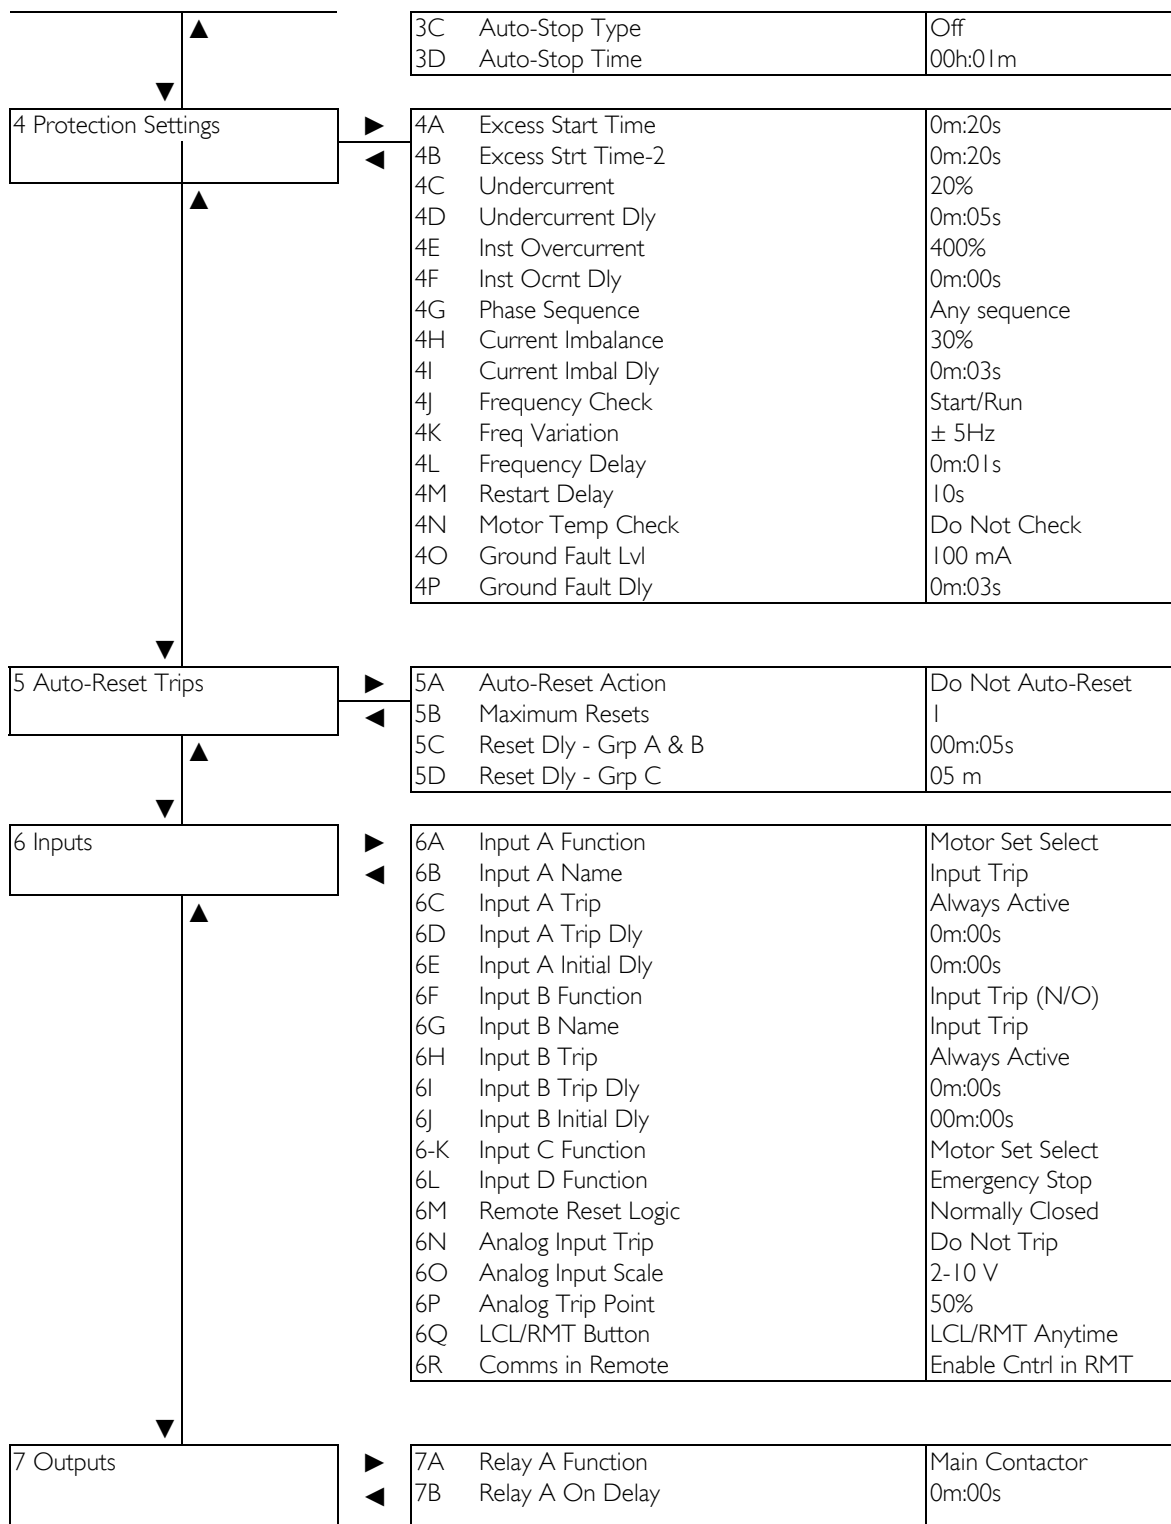 3C Auto-Stop Type Off
3D Auto-Stop Time 00h:01m
4 Protection Settings
4A Excess Start Time 0m:20s
4B Excess Strt Time-2 0m:20s
4C Undercurrent 20%
4D Undercurrent Dly 0m:05s
4E Inst Overcurrent 400%
4F Inst Ocrnt Dly 0m:00s
4G Phase Sequence Any sequence
4H Current Imbalance 30%
4I Current Imbal Dly 0m:03s
4J Frequency Check Start/Run
4K Freq Variation ± 5Hz
4L Frequency Delay 0m:01s
4M Restart Delay 10s
4N Motor Temp Check Do Not Check
4O Ground Fault Lvl 100 mA
4P Ground Fault Dly 0m:03s
5 Auto-Reset Trips
5A Auto-Reset Action Do Not Auto-Reset
5B Maximum Resets 1
5C Reset Dly - Grp A & B 00m:05s
5D Reset Dly - Grp C 05 m
6 Inputs
6A Input A Function Motor Set Select
6B Input A Name Input Trip
6C Input A Trip Always Active
6D Input A Trip Dly 0m:00s
6E Input A Initial Dly 0m:00s
6F Input B Function Input Trip (N/O)
6G Input B Name Input Trip
6H Input B Trip Always Active
6I Input B Trip Dly 0m:00s
6J Input B Initial Dly 00m:00s
6-K Input C Function Motor Set Select
6L Input D Function Emergency Stop
6M Remote Reset Logic Normally Closed
6N Analog Input Trip Do Not Trip
6O Analog Input Scale 2-10 V
6P Analog Trip Point 50%
6Q LCL/RMT Button LCL/RMT Anytime
6R Comms in Remote Enable Cntrl in RMT
7 Outputs
7A Relay A Function Main Contactor
7B Relay A On Delay 0m:00s